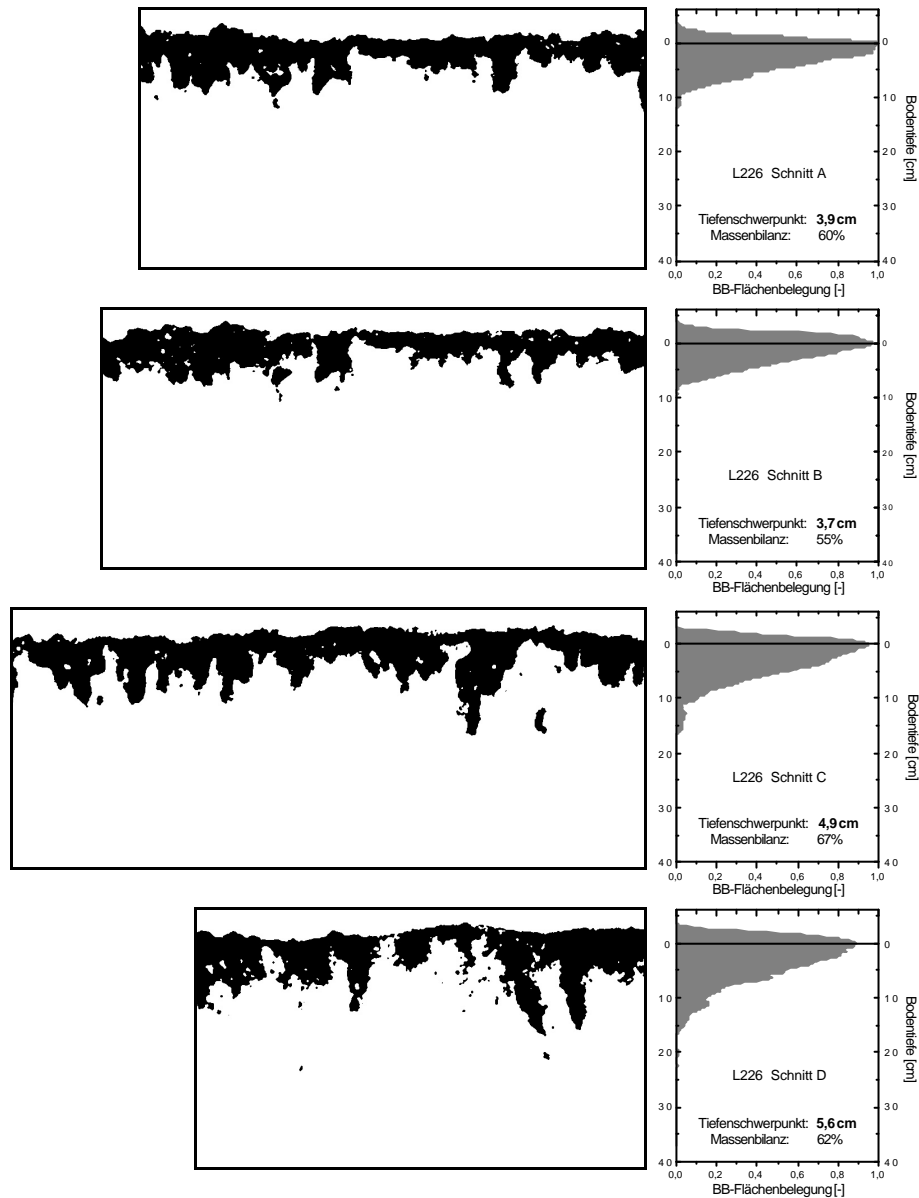 0
0
10
10
20
20
30
30
40
40
Bodentiefe [cm]
L226 Schnitt A
Tiefenschwerpunkt: 3,9 cm
Massenbilanz: 60%
0,0 0,2 0,4 0,6 0,8 1,0
BB-Flächenbelegung [-]
0
0
10
10
20
20
30
30
40
40
Bodentiefe [cm]
L226 Schnitt B
Tiefenschwerpunkt: 3,7 cm
Massenbilanz: 55%
0,0 0,2 0,4 0,6 0,8 1,0
BB-Flächenbelegung [-]
0
0
10
10
20
20
30
30
40
40
Bodentiefe [cm]
L226 Schnitt C
Tiefenschwerpunkt: 4,9 cm
Massenbilanz: 67%
0,0 0,2 0,4 0,6 0,8 1,0
BB-Flächenbelegung [-]
0
0
10
10
20
20
30
30
40
40
Bodentiefe [cm]
L226 Schnitt D
Tiefenschwerpunkt: 5,6 cm
Massenbilanz: 62%
0,0 0,2 0,4 0,6 0,8 1,0
BB-Flächenbelegung [-]